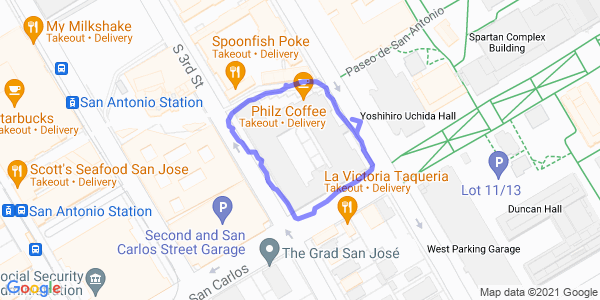 My Milkshake
Takeout • Delivery
S 3rd St
Spoonfish Poke
Takeout • Delivery
Paseo-de-San-Antonio
Spartan Complex
Building
San Antonio Station
Philz Coffee
Takeout • Delivery
Yoshihiro Uchida Hall
tarbucks
akeout • Delivery
Scott's Seafood San Jose
Takeout • Delivery
La Victoria Taqueria
Takeout • Delivery
Lot 11/13
San Antonio Station
Duncan Hall
Second and San
Carlos Street Garage
The Grad San José
West Parking Garage
San Carlos
ocial Security
Google
Map data ©2021 Google